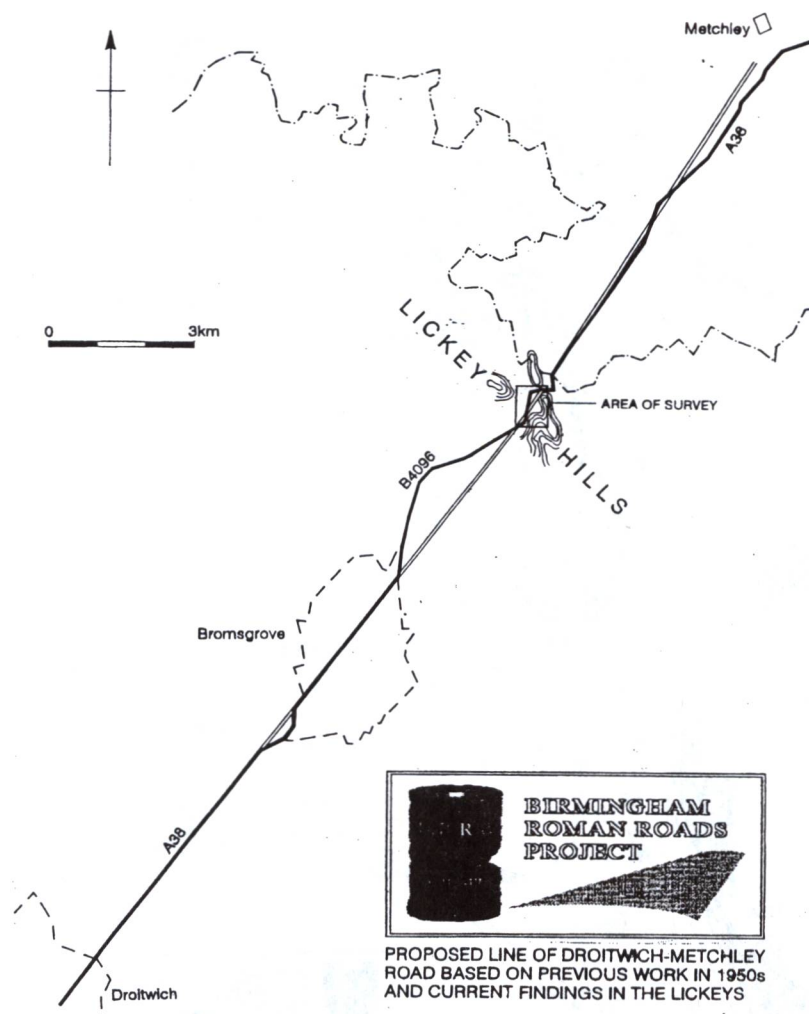 Metchley
A38
0 3km
LICKEY
AREA OF SURVEY
B4096
HILLS
Bromsgrove
A38
R
BIRMINGHAM
ROMAN ROADS
PROJECT
PROPOSED LINE OF DROITWICH-METCHLEY
ROAD BASED ON PREVIOUS WORK IN 1950s
AND CURRENT FINDINGS IN THE LICKEYS
Droitwich